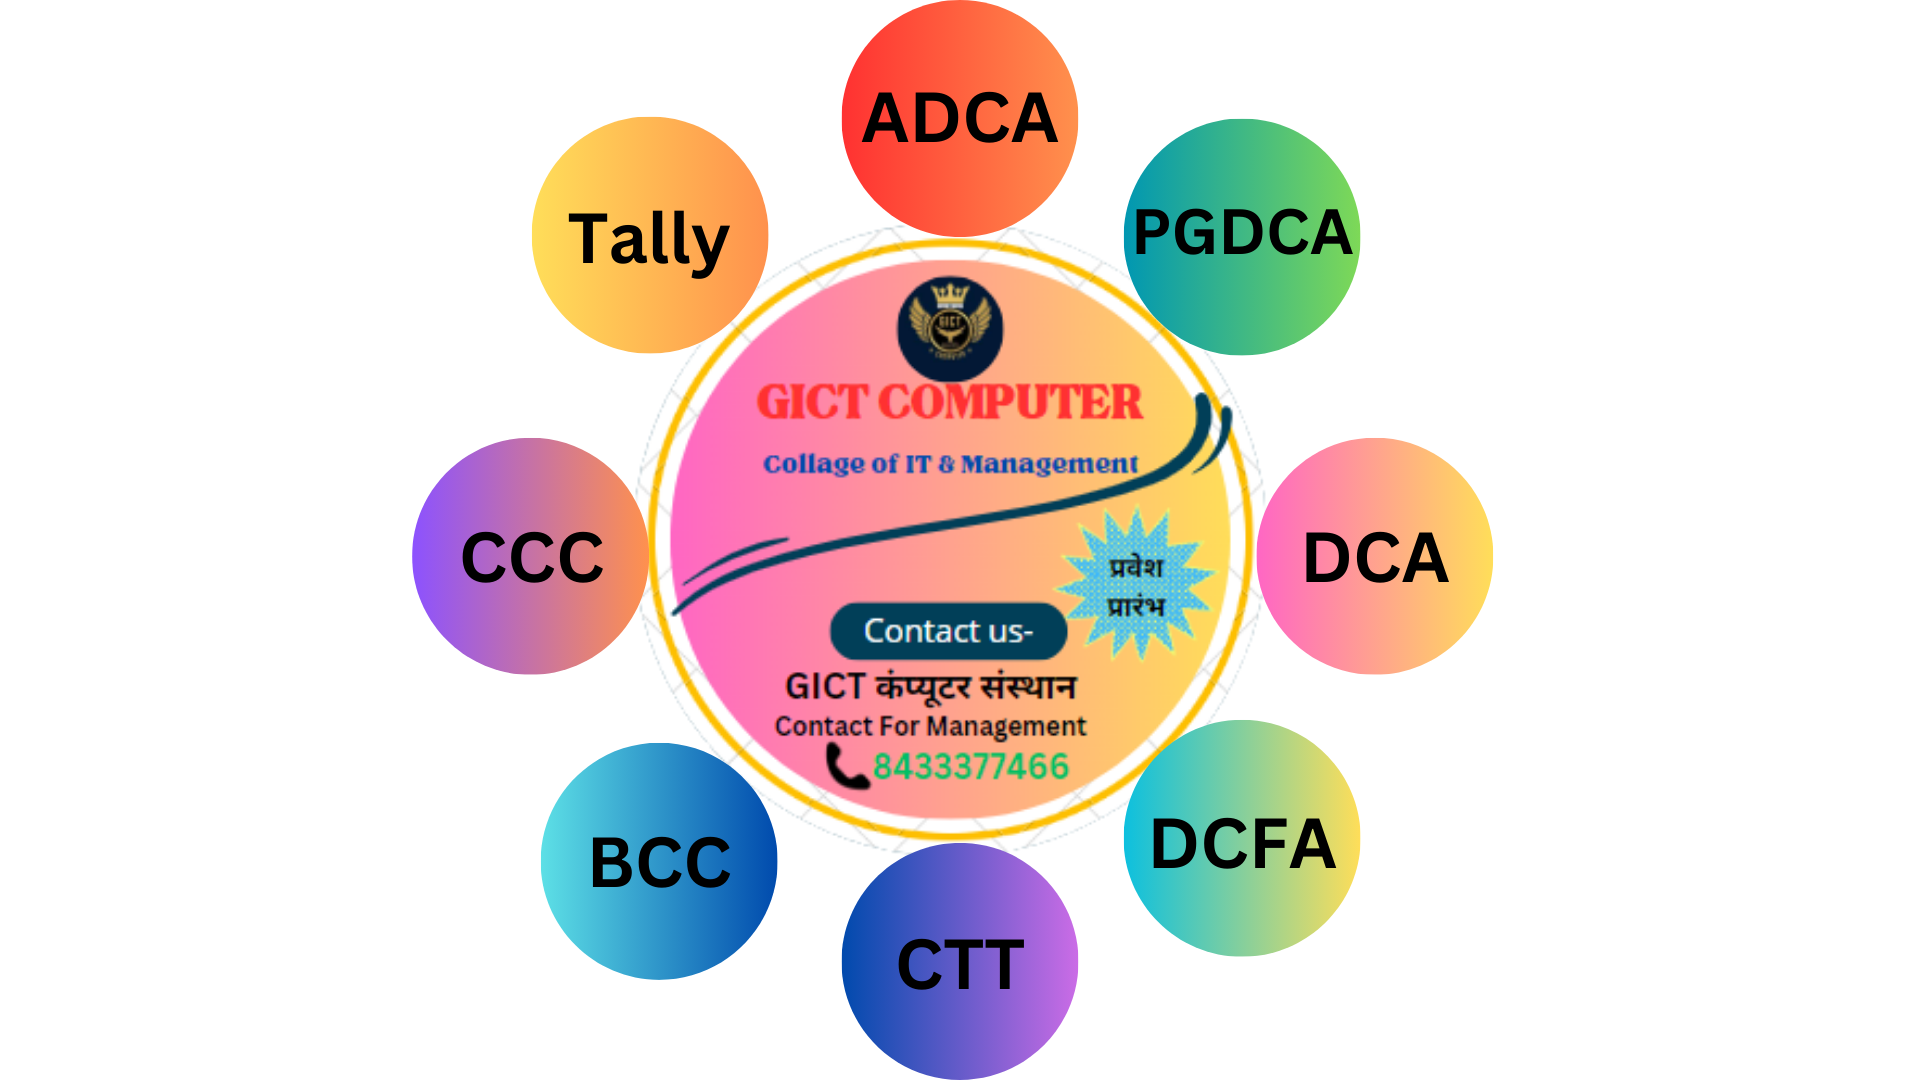 ADCA
PGDCA
Tally
GICT
GICT COMPUTER
Collage of IT & Management
CCC
DCA
प्रवेश
प्रारंभ
Contact us-
GICT कंप्यूटर संस्थान
Contact For Management
8433377466
BCC
DCFA
CTT